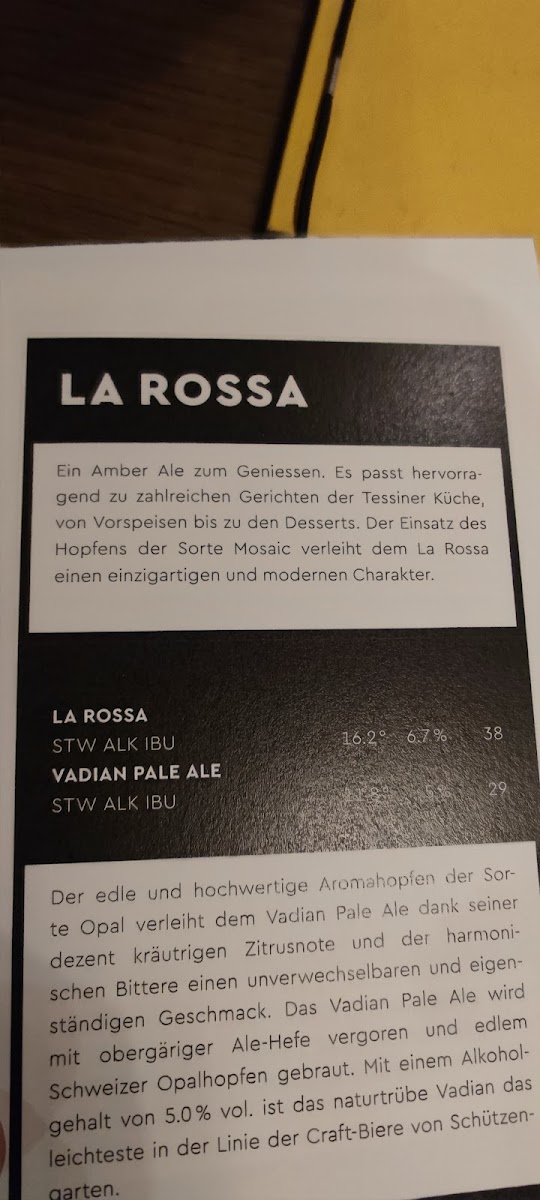 LA ROSSA
Ein Amber Ale zum Geniessen. Es passt hervorra-
gend zu zahlreichen Gerichten der Tessiner Küche,
von Vorspeisen bis zu den Desserts. Der Einsatz des
Hopfens der Sorte Mosaic verleiht dem La Rossa
einen einzigartigen und modernen Charakter.
LA ROSSA
STW ALK IBU 16.2° 6.7% 38
VADIAN PALE ALE
STW ALK IBU 29
Der edle und hochwertige Aromahopfen der Sor-
te Opal verleiht dem Vadian Pale Ale dank seiner
dezent kräutrigen Zitrusnote und der harmoni-
schen Bittere einen unverwechselbaren und eigen-
ständigen Geschmack. Das Vadian Pale Ale wird
mit obergäriger Ale-Hefe vergoren und edlem
Schweizer Opalhopfen gebraut. Mit einem Alkohol-
gehalt von 5.0% vol. ist das naturtrübe Vadian das
leichteste in der Linie der Craft-Biere von Schützen-
garten.